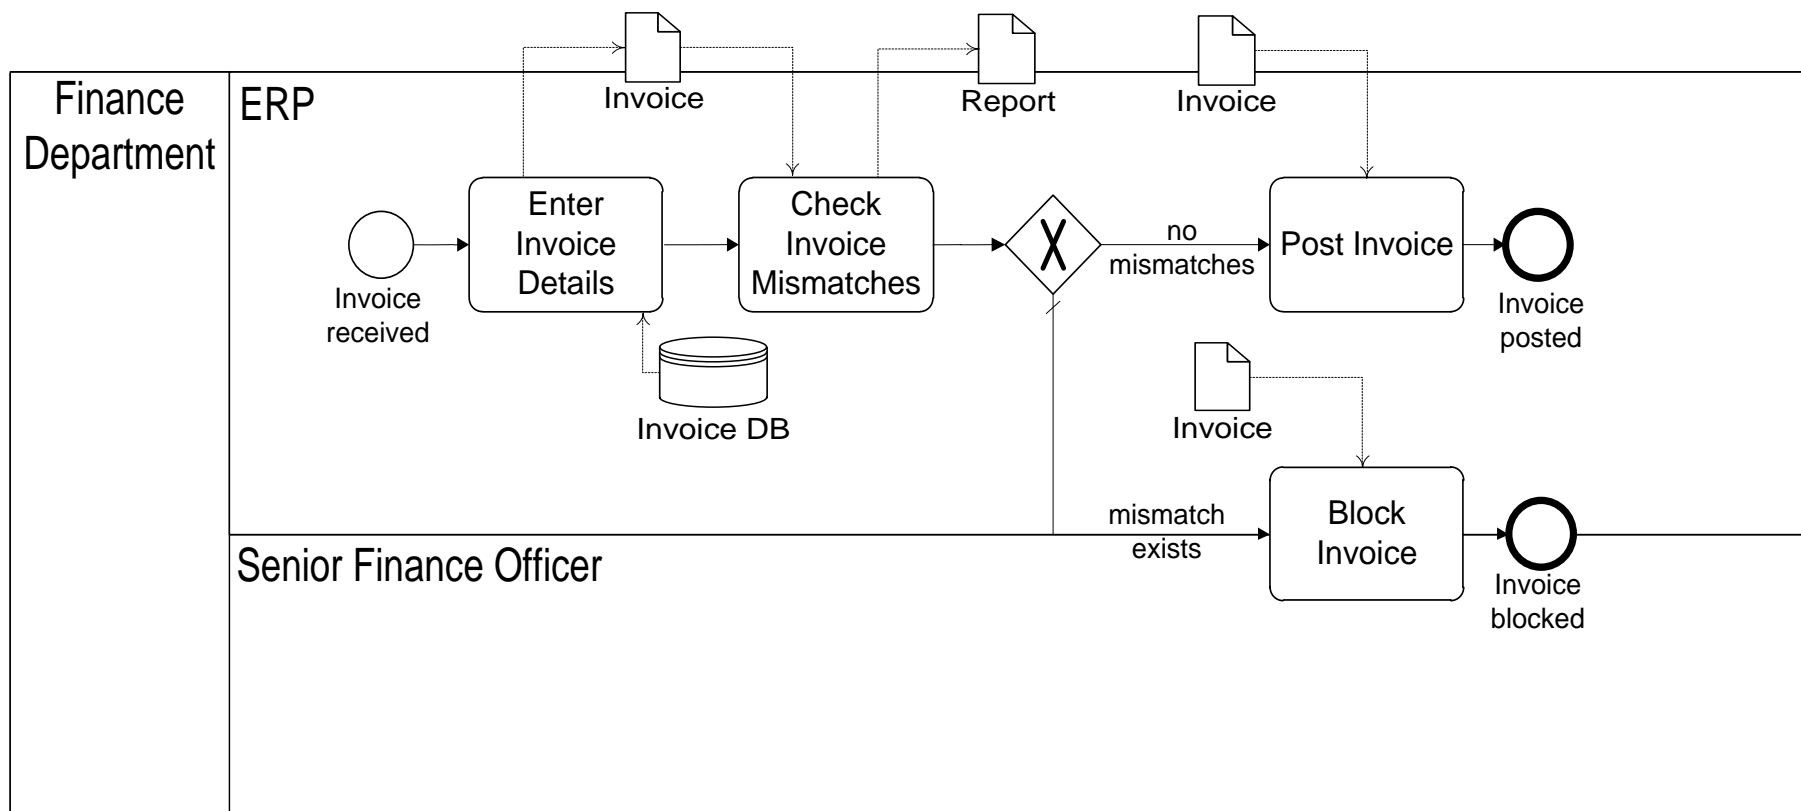 Finance
Department
ERP
Invoice
Report
Invoice
Invoice
received
Enter
Invoice
Details
Check
Invoice
Mismatches
X
no
mismatches
Post Invoice
Invoice
posted
Invoice DB
Invoice
mismatch
exists
Block
Invoice
Invoice
blocked
Senior Finance Officer